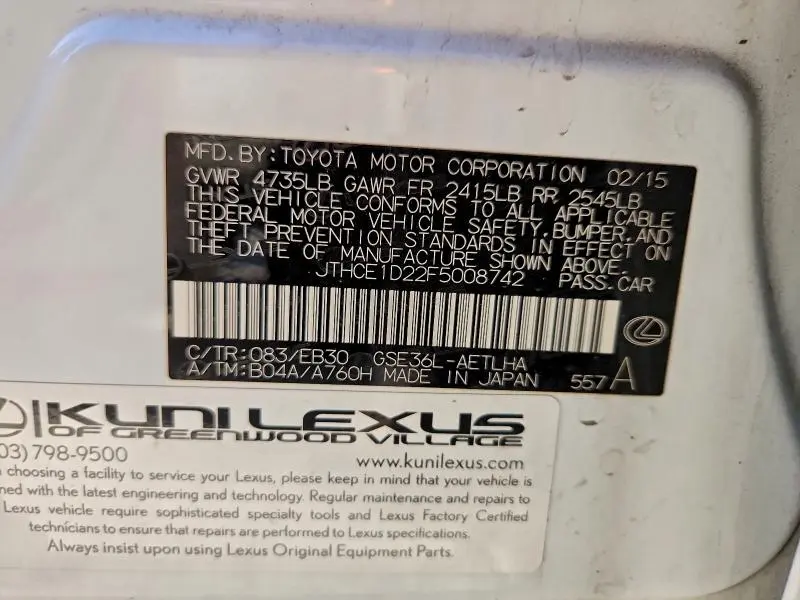 MFD. BY: TOYOTA MOTOR CORPORATION 02/15
GVWR 4735LB GAWR FR 2415LB RR 2545LB
THIS VEHICLE CONFORMS TO ALL APPLICABLE
FEDERAL MOTOR VEHICLE SAFETY, BUMPER, AND
THEFT PREVENTION STANDARDS IN EFFECT ON
THE DATE OF MANUFACTURE SHOWN ABOVE.
JTHCE1D22F5008742 PASS. CAR
C/TR: 083/EB30 GSE36L-AETLHA
A/TM: B04A/A760H MADE IN JAPAN 557 A
KUNI LEXUS
OF GREENWOOD VILLAGE
03) 798-9500 www.kunilexus.com
choosing a facility to service your Lexus, please keep in mind that your vehicle is
ned with the latest engineering and technology. Regular maintenance and repairs to
Lexus vehicle require sophisticated specialty tools and Lexus Factory Certified
technicians to ensure that repairs are performed to Lexus specifications.
Always insist upon using Lexus Original Equipment Parts.